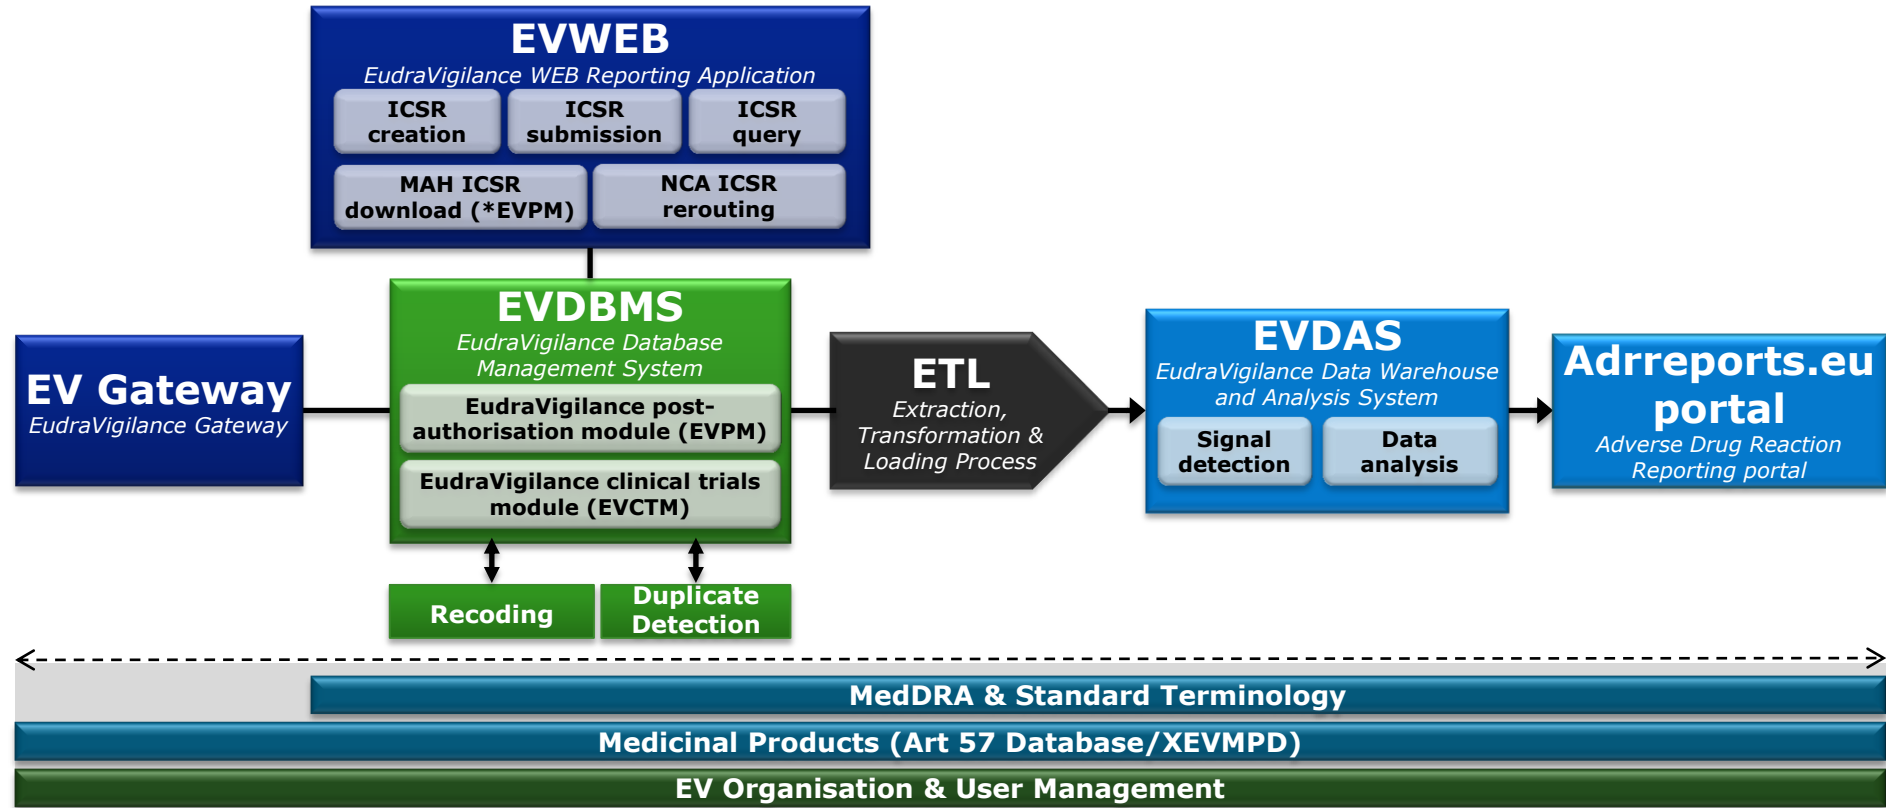 EVWEB
EudraVigilance WEB Reporting Application
ICSR
creation
ICSR
submission
ICSR
query
MAH ICSR
download (*EVPM)
NCA ICSR
rerouting
EV Gateway
EudraVigilance Gateway
EVDBMS
EudraVigilance Database
Management System
EudraVigilance post-
authorisation module (EVPM)
EudraVigilance clinical trials
module (EVCTM)
Recoding
Duplicate
Detection
ETL
Extraction,
Transformation &
Loading Process
EVDAS
EudraVigilance Data Warehouse
and Analysis System
Signal
detection
Data
analysis
Adrreports.eu
portal
Adverse Drug Reaction
Reporting portal
MedDRA & Standard Terminology
Medicinal Products (Art 57 Database/XEVMPD)
EV Organisation & User Management